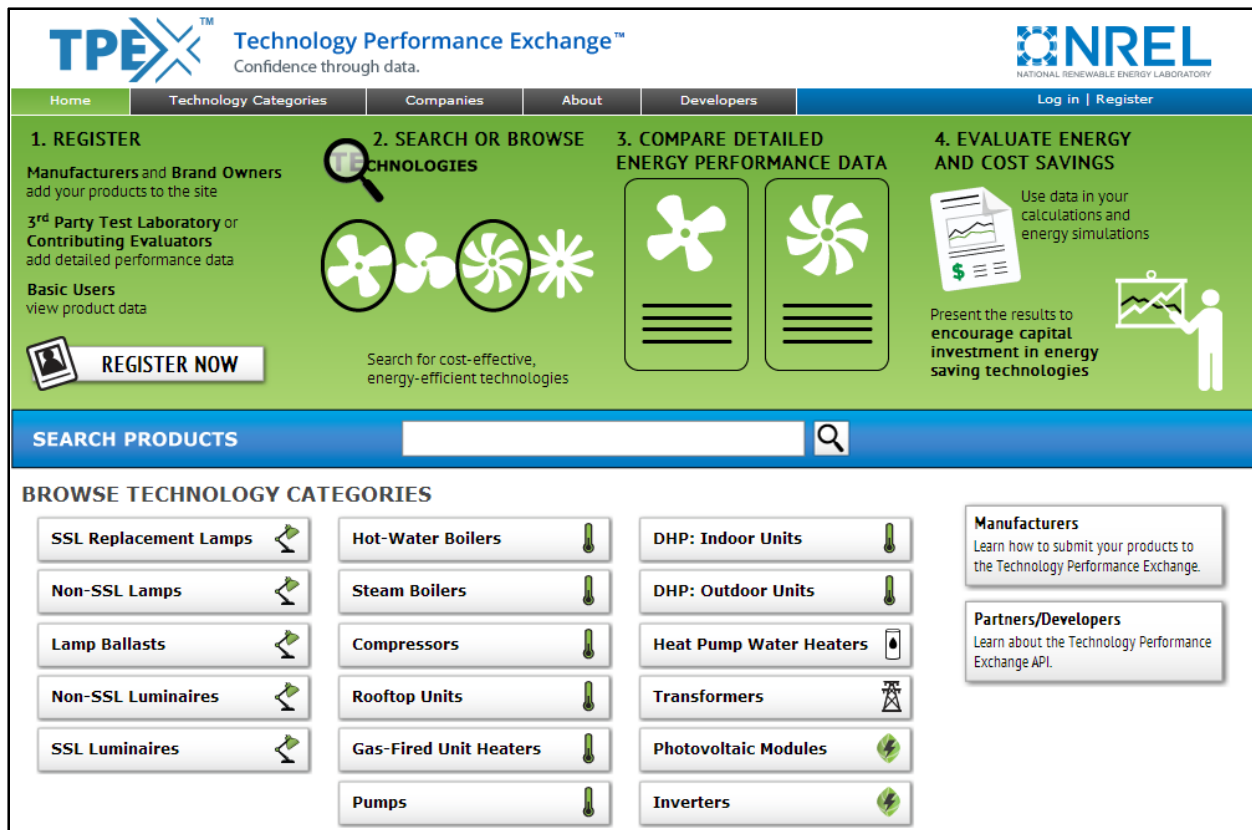 TPEX™
Technology Performance Exchange™
Confidence through data.
NREL
NATIONAL RENEWABLE ENERGY LABORATORY
Home
Technology Categories
Companies
About
Developers
Log in | Register
1. REGISTER
Manufacturers and Brand Owners
add your products to the site
3rd Party Test Laboratory or
Contributing Evaluators
add detailed performance data
Basic Users
view product data
REGISTER NOW
2. SEARCH OR BROWSE
TECHNOLOGIES
Search for cost-effective,
energy-efficient technologies
3. COMPARE DETAILED
ENERGY PERFORMANCE DATA
4. EVALUATE ENERGY
AND COST SAVINGS
Use data in your
calculations and
energy simulations
$
Present the results to
encourage capital
investment in energy
saving technologies
SEARCH PRODUCTS
BROWSE TECHNOLOGY CATEGORIES
SSL Replacement Lamps
Non-SSL Lamps
Lamp Ballasts
Non-SSL Luminaires
SSL Luminaires
Hot-Water Boilers
Steam Boilers
Compressors
Rooftop Units
Gas-Fired Unit Heaters
Pumps
DHP: Indoor Units
DHP: Outdoor Units
Heat Pump Water Heaters
Transformers
Photovoltaic Modules
Inverters
Manufacturers
Learn how to submit your products to
the Technology Performance Exchange.
Partners/Developers
Learn about the Technology Performance
Exchange API.